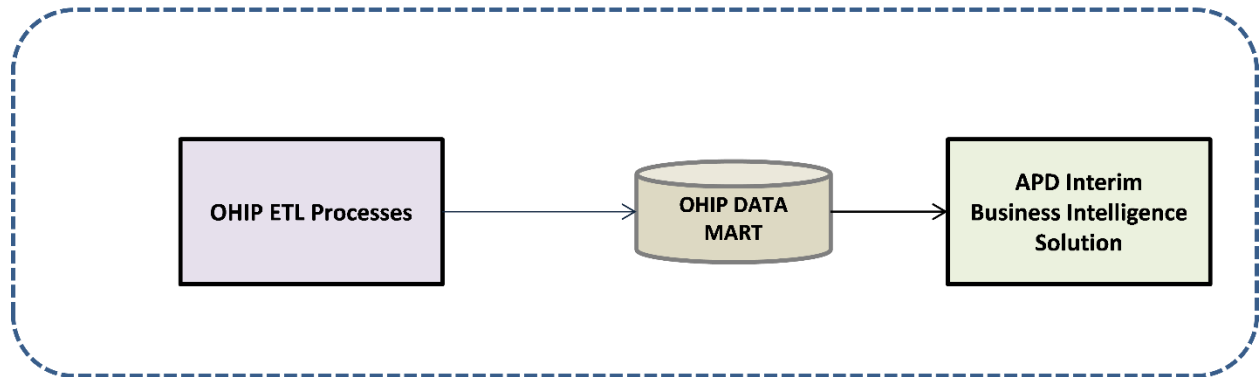 OHIP ETL Processes
OHIP DATA
MART
APD Interim
Business Intelligence
Solution